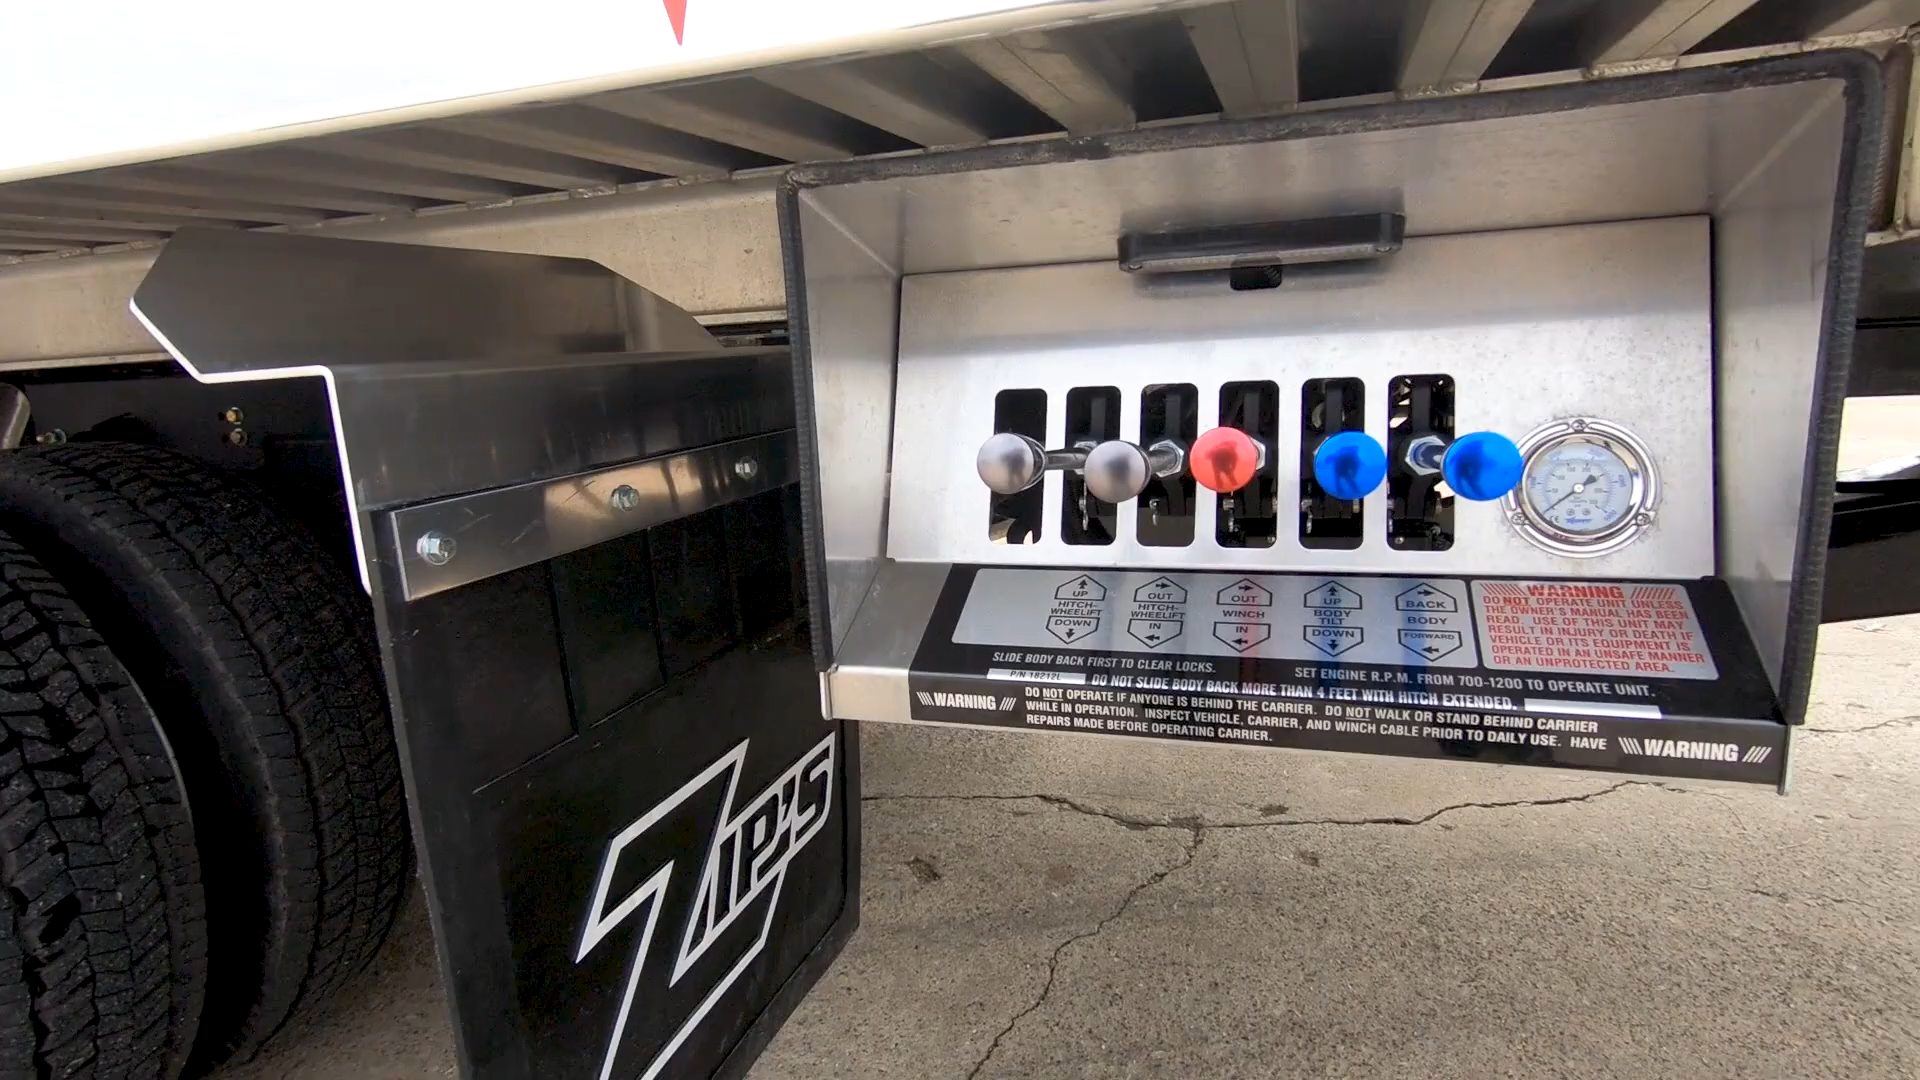 UP
HITCH-
WHEELIFT
DOWN
OUT
HITCH-
WHEELIFT
IN
OUT
WINCH
IN
UP
BODY
TILT
DOWN
BACK
BODY
FORWARD
WARNING
DO NOT OPERATE UNIT UNLESS
THE OWNER'S MANUAL HAS BEEN
READ. USE OF THIS UNIT MAY
RESULT IN INJURY OR DEATH IF
VEHICLE OR ITS EQUIPMENT IS
OPERATED IN AN UNSAFE MANNER
OR AN UNPROTECTED AREA.
SLIDE BODY BACK FIRST TO CLEAR LOCKS.
SET ENGINE R.P.M. FROM 700-1200 TO OPERATE UNIT.
P/N 18212L
DO NOT SLIDE BODY BACK MORE THAN 4 FEET WITH HITCH EXTENDED.
WARNING
DO NOT OPERATE IF ANYONE IS BEHIND THE CARRIER. DO NOT WALK OR STAND BEHIND CARRIER
WHILE IN OPERATION. INSPECT VEHICLE, CARRIER, AND WINCH CABLE PRIOR TO DAILY USE. HAVE
REPAIRS MADE BEFORE OPERATING CARRIER.
WARNING
ZIP'S